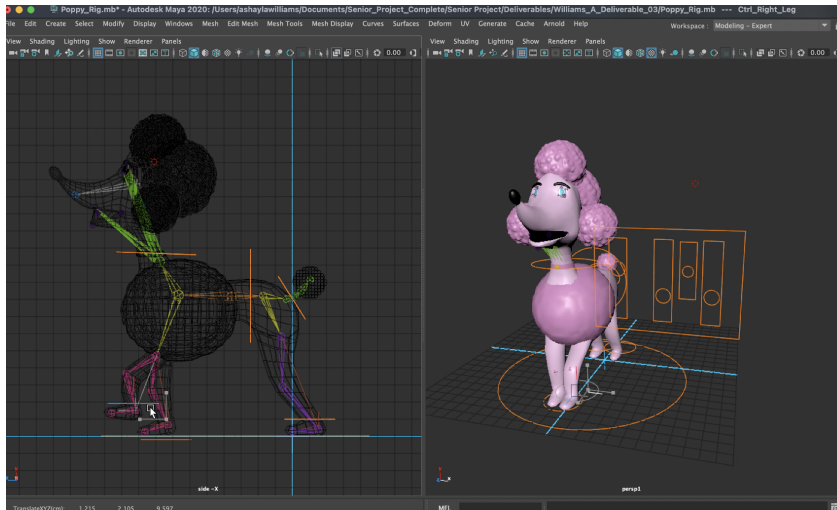 Poppy_Rig.mb* - Autodesk Maya 2020: /Users/ashaylawilliams/Documents/Senior_Project_Complete/Senior Project/Deliverables/Williams_A_Deliverable_03/Poppy_Rig.mb --- Ctrl_Right_Leg
File Edit Create Select Modify Display Windows Mesh Edit Mesh Mesh Tools Mesh Display Curves Surfaces Deform UV Generate Cache Arnold Help
Workspace : Modeling - Expert
View Shading Lighting Show Renderer Panels
View Shading Lighting Show Renderer Panels
0.00
0.00
side -X
persp1
TranslateXYZ(cm): 1.215 2.105 9.597
MEL